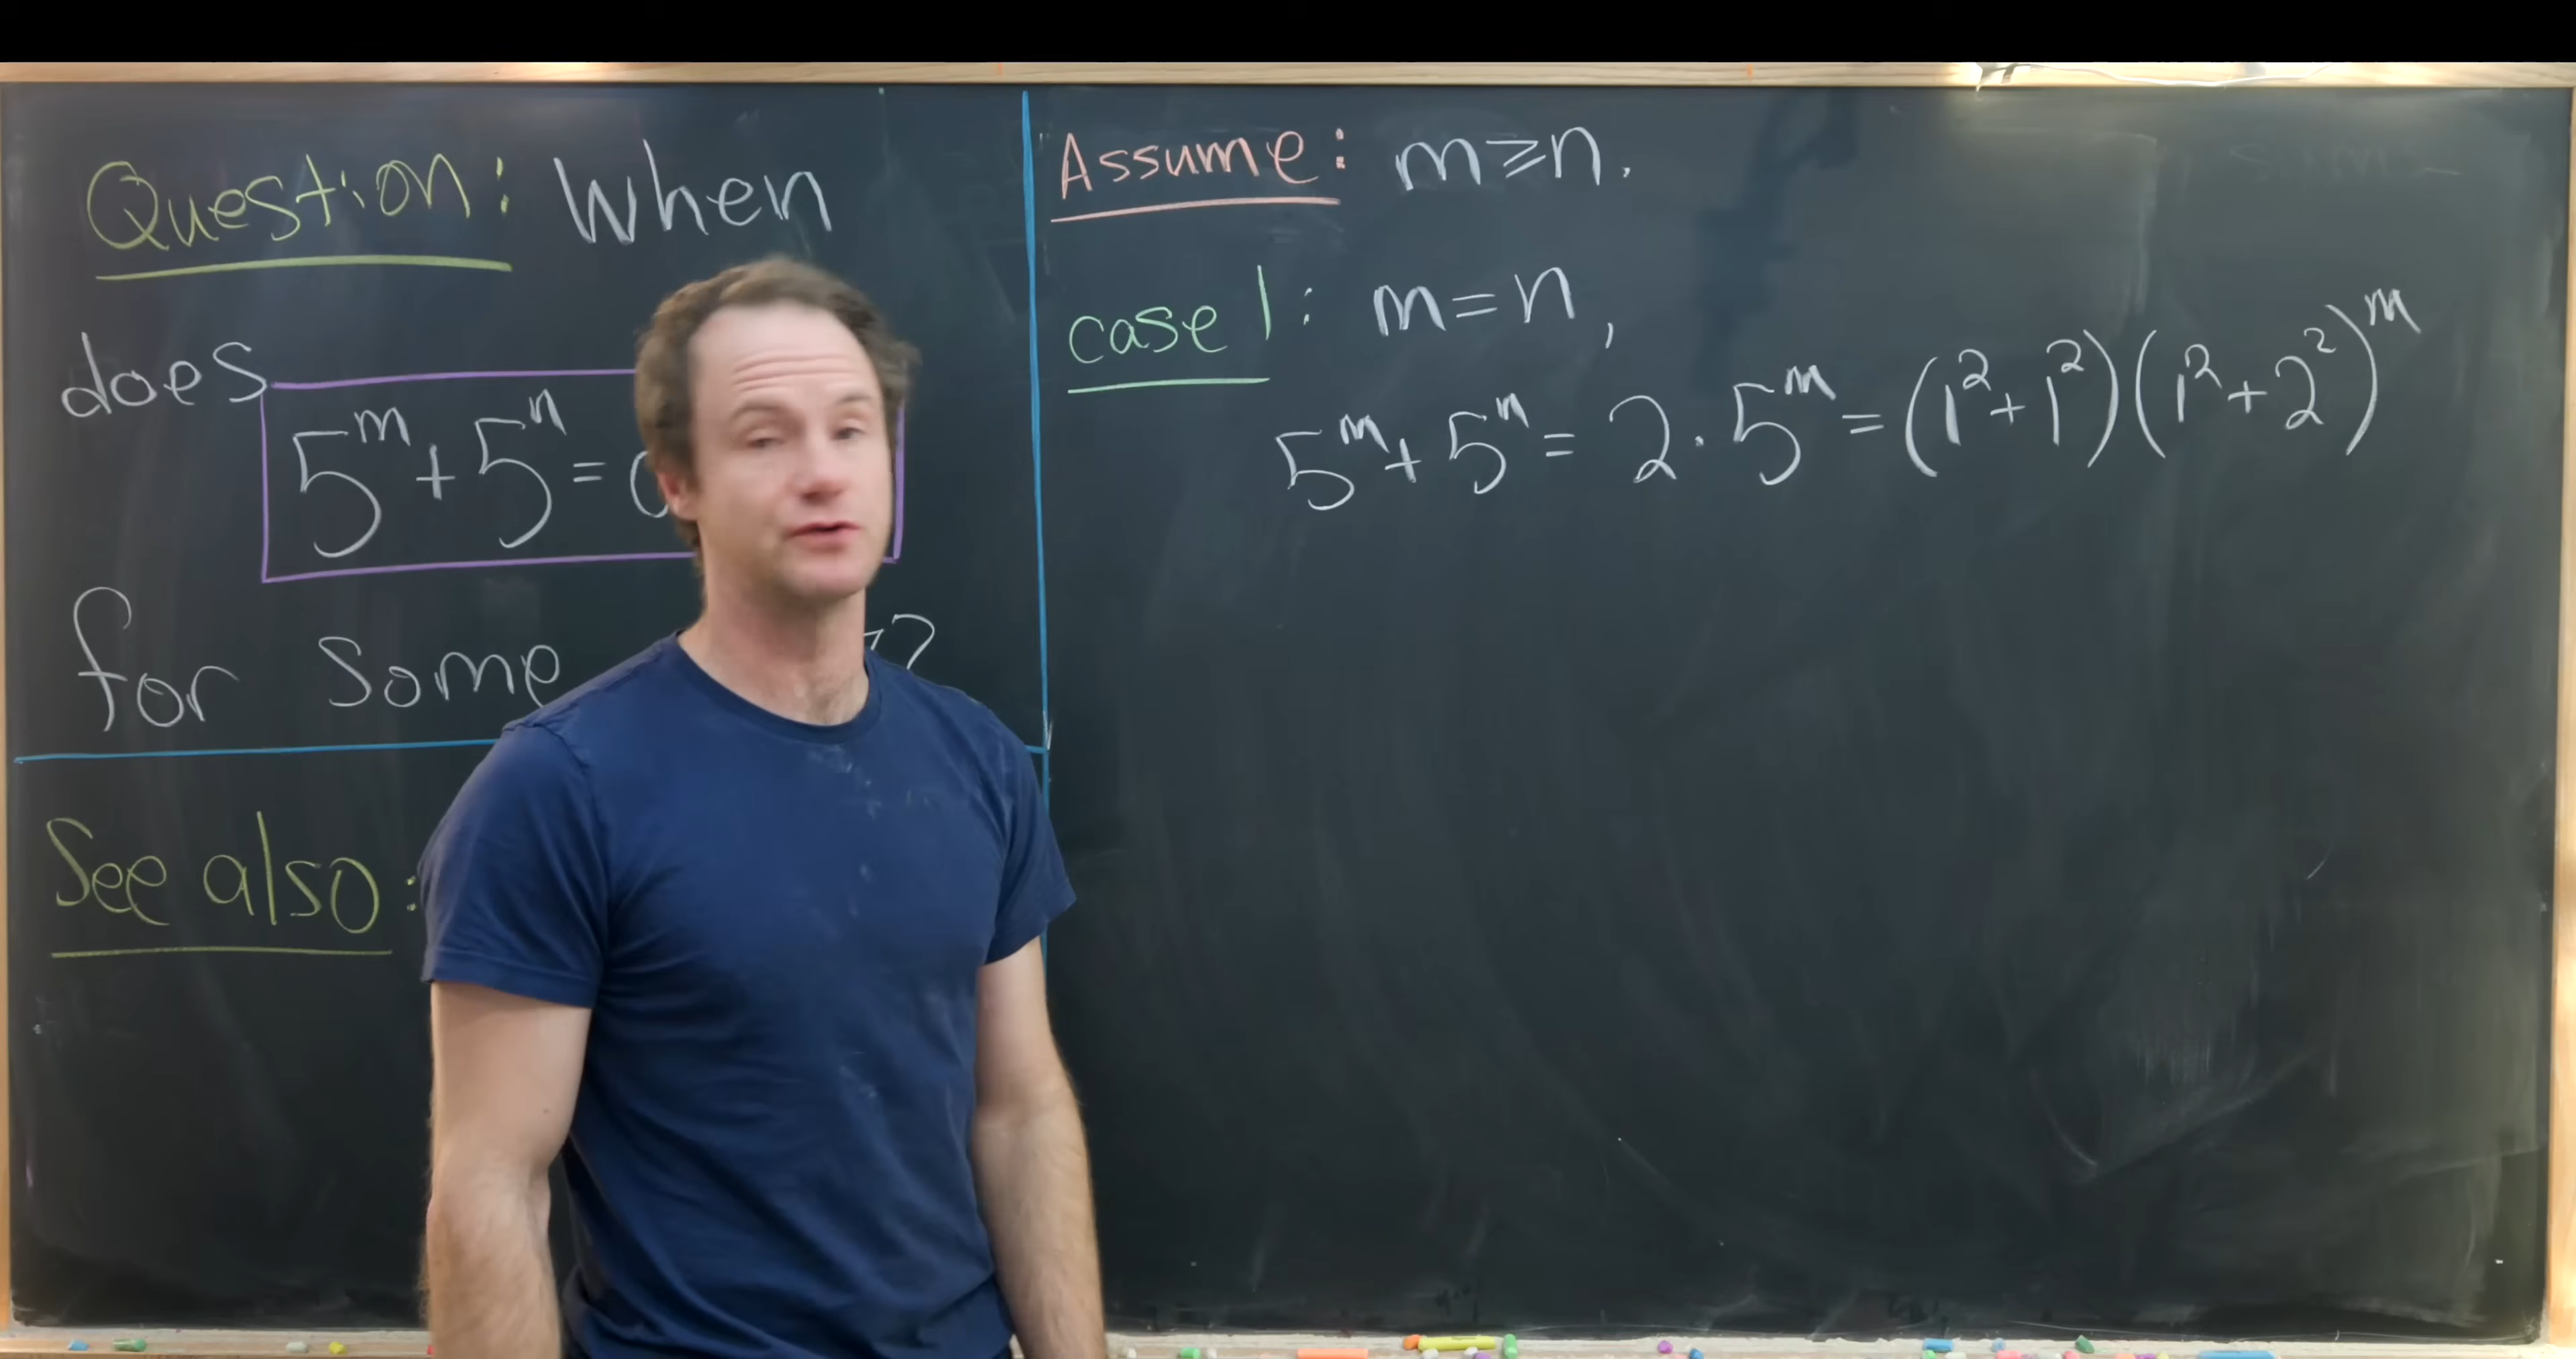 Question: When
does
5^m + 5^n =
for some ?
See also:
Assume: m ⩾ n.
case 1: m = n,
5^m + 5^n = 2 · 5^m = (1^2 + 1^2)(1^2 + 2^2)^m